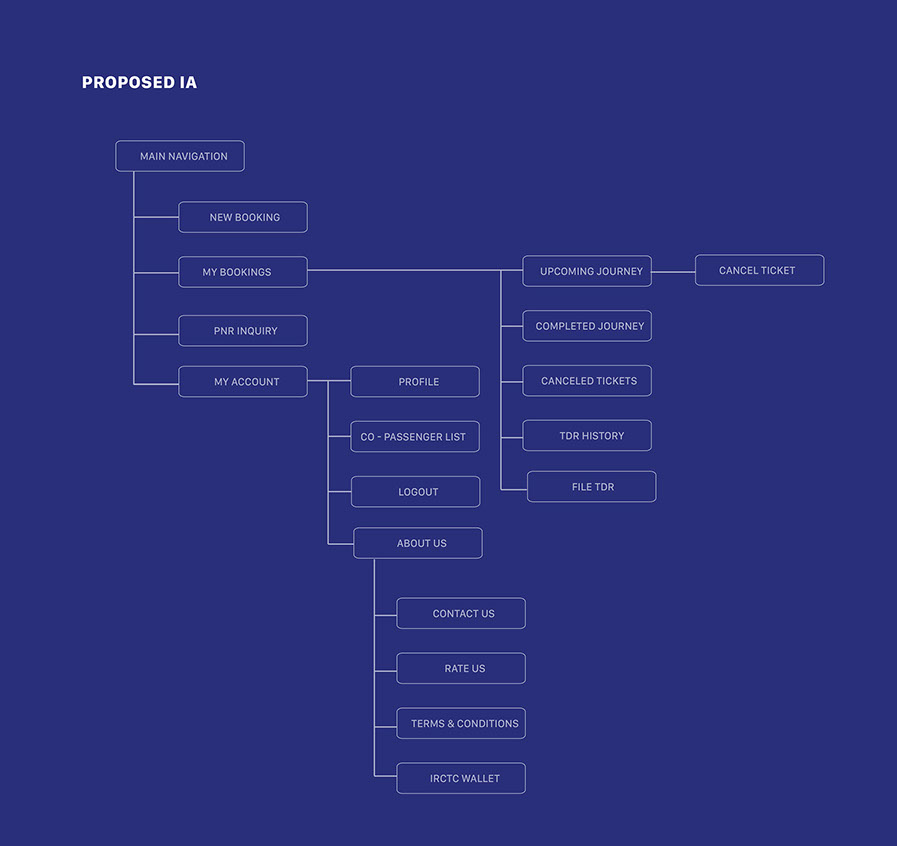 PROPOSED IA
MAIN NAVIGATION
NEW BOOKING
MY BOOKINGS
UPCOMING JOURNEY
CANCEL TICKET
COMPLETED JOURNEY
PNR INQUIRY
MY ACCOUNT
PROFILE
CANCELED TICKETS
CO - PASSENGER LIST
TDR HISTORY
LOGOUT
FILE TDR
ABOUT US
CONTACT US
RATE US
TERMS & CONDITIONS
IRCTC WALLET